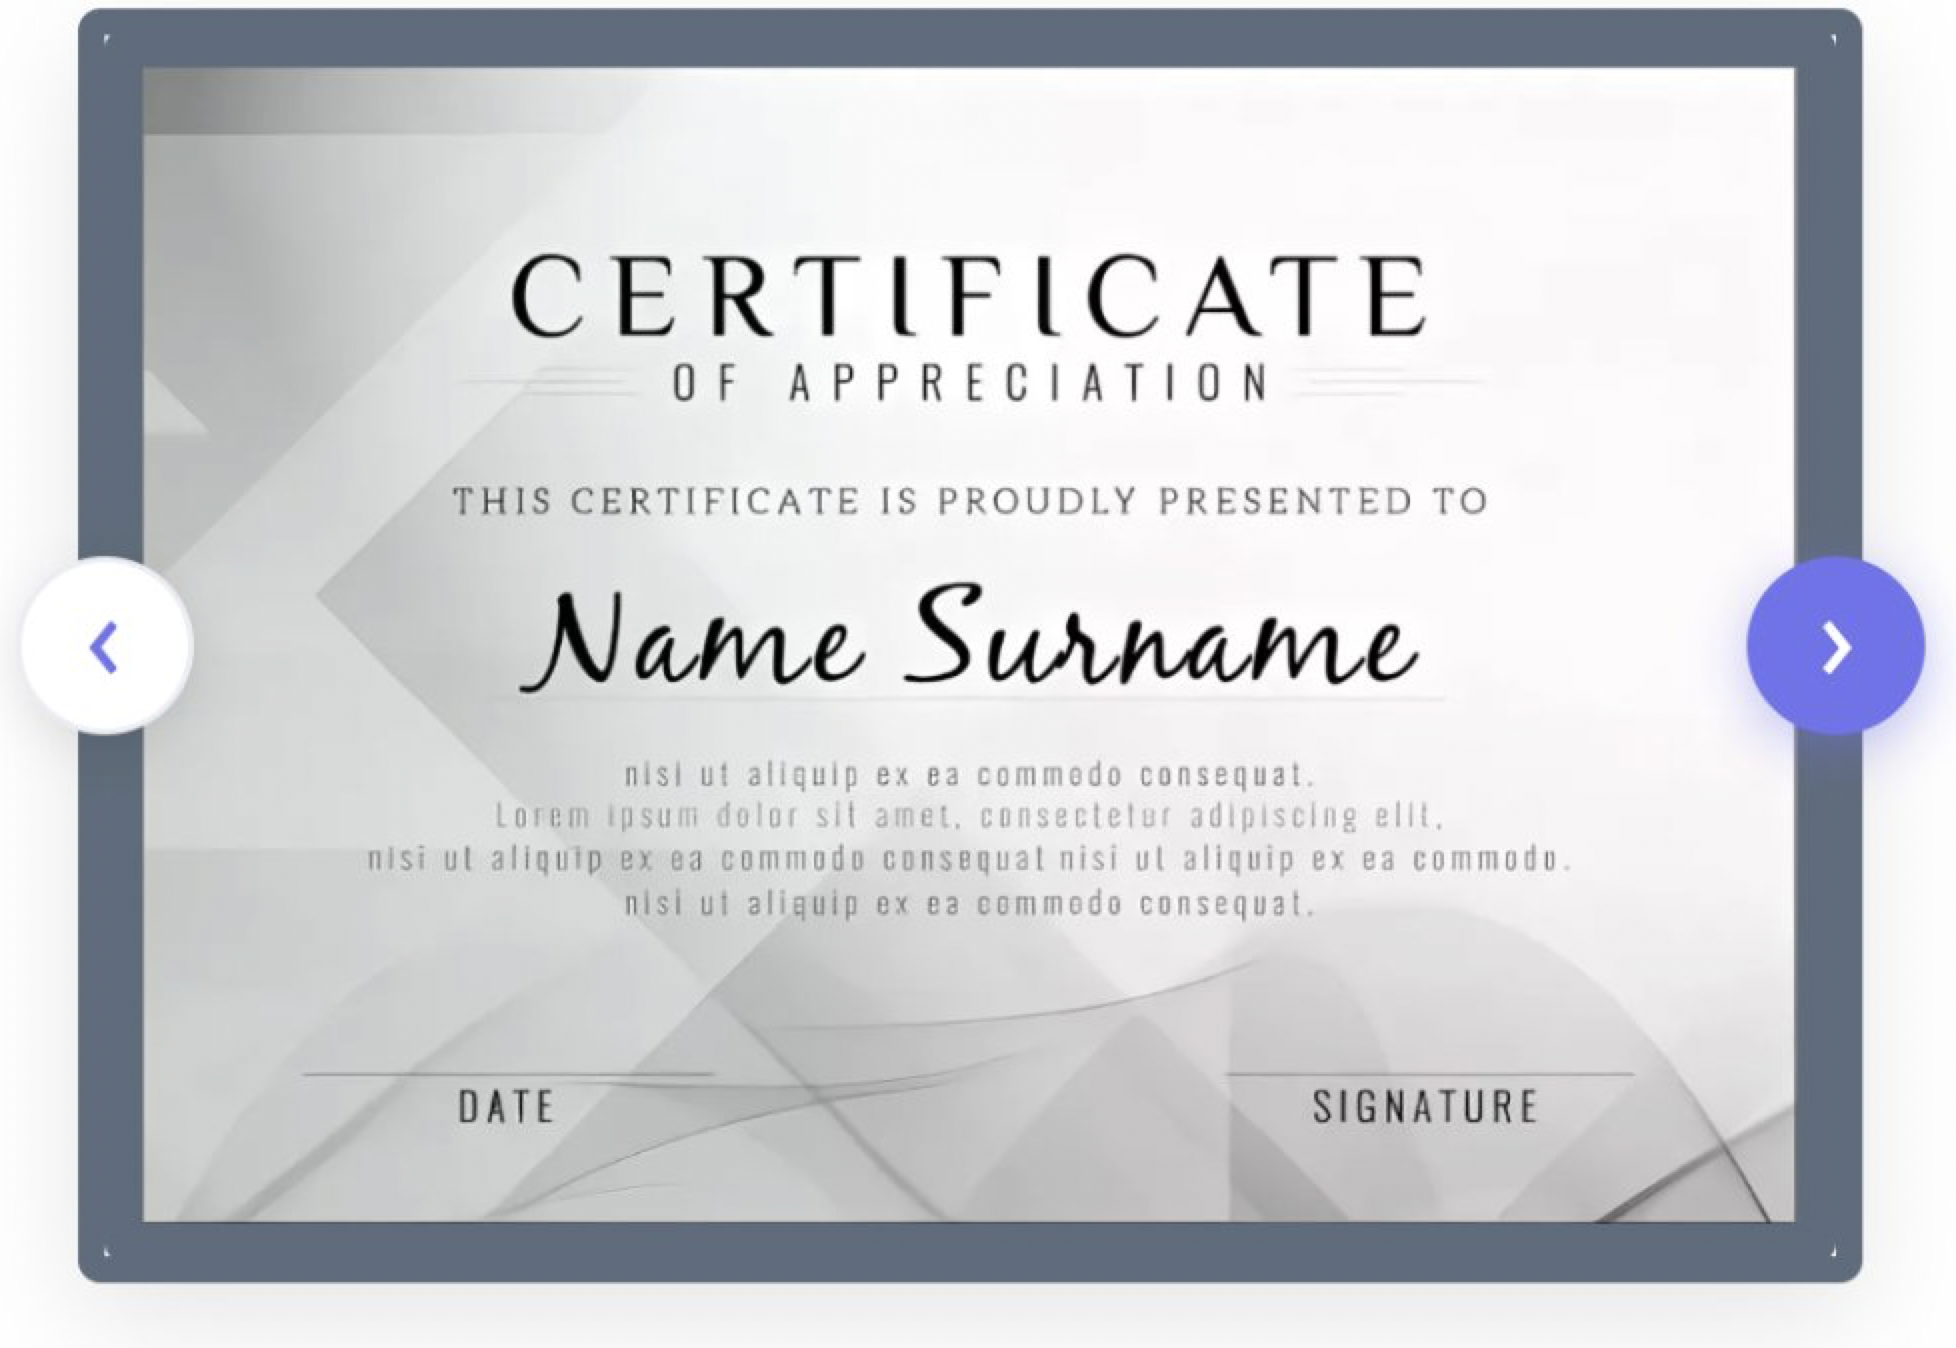 CERTIFICATE
OF APPRECIATION
THIS CERTIFICATE IS PROUDLY PRESENTED TO
Name Surname
nisi ut aliquip ex ea commodo consequat.
Lorem ipsum dolor sit amet, consectetur adipiscing elit,
nisi ut aliquip ex ea commodo consequat nisi ut aliquip ex ea commodo.
nisi ut aliquip ex ea commodo consequat.
DATE
SIGNATURE